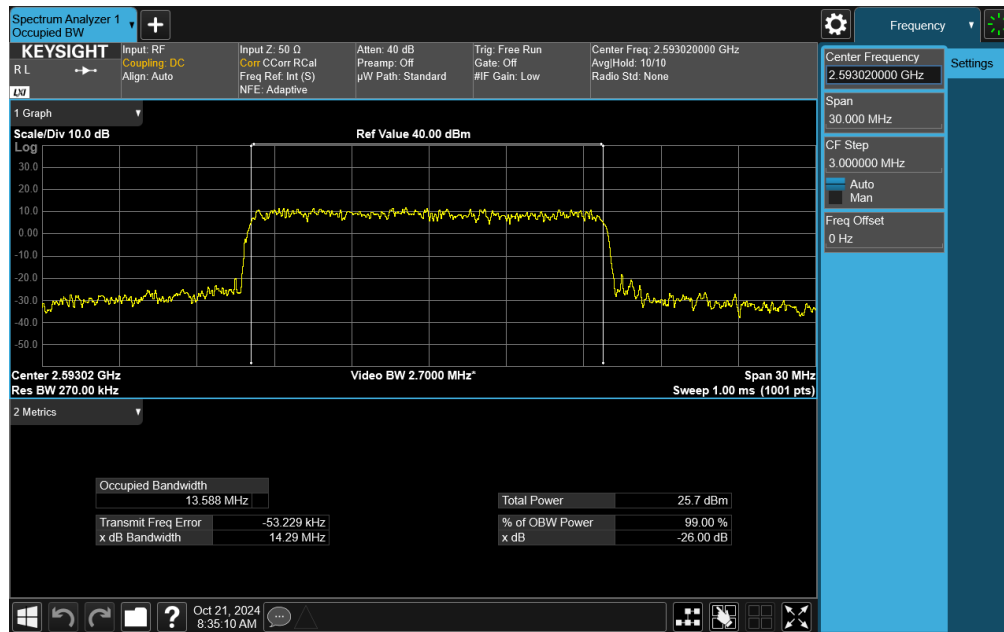 Spectrum Analyzer 1
Occupied BW
Frequency
KEYSIGHT
R L
LXI
Input: RF
Coupling: DC
Align: Auto
Input Z: 50 Ω
Corr CCorr RCal
Freq Ref: Int (S)
NFE: Adaptive
Atten: 40 dB
Preamp: Off
µW Path: Standard
Trig: Free Run
Gate: Off
#IF Gain: Low
Center Freq: 2.593020000 GHz
Avg|Hold: 10/10
Radio Std: None
Center Frequency
2.593020000 GHz
Settings
Span
30.000 MHz
CF Step
3.000000 MHz
Auto
Man
Freq Offset
0 Hz
1 Graph
Scale/Div 10.0 dB
Ref Value 40.00 dBm
Log
30.0
20.0
10.0
0.00
-10.0
-20.0
-30.0
-40.0
-50.0
Center 2.59302 GHz
Video BW 2.7000 MHz*
Span 30 MHz
Res BW 270.00 kHz
Sweep 1.00 ms (1001 pts)
2 Metrics
Occupied Bandwidth
13.588 MHz
Transmit Freq Error -53.229 kHz
x dB Bandwidth 14.29 MHz
Total Power 25.7 dBm
% of OBW Power 99.00 %
x dB -26.00 dB
?
Oct 21, 2024
8:35:10 AM